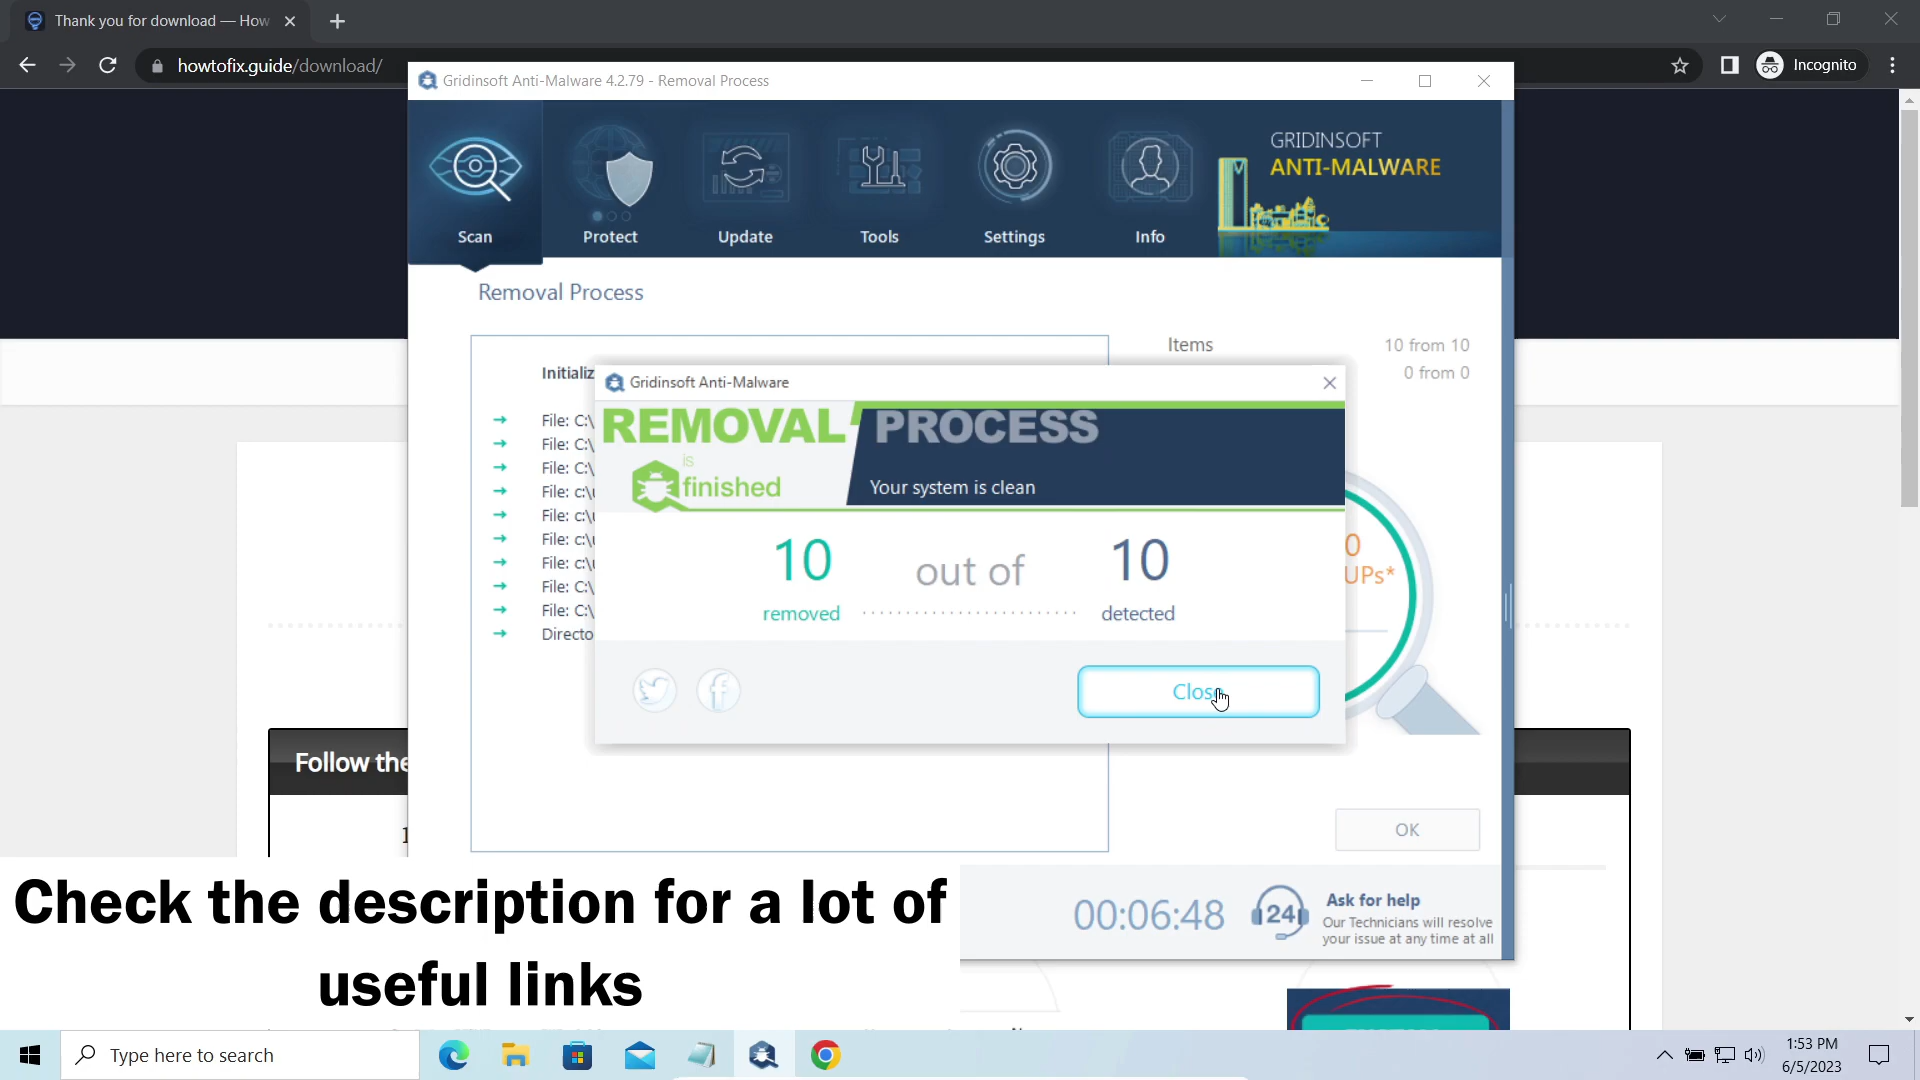 Thank you for download — How
howtofix.guide/download/
Incognito
Gridinsoft Anti-Malware 4.2.79 - Removal Process
Scan
Protect
Update
Tools
Settings
Info
GRIDINSOFT
ANTI-MALWARE
Removal Process
Items
10 from 10
0 from 0
Initializ
File: C:\
File: C:\
File: C:\
File: c:\
File: c:\
File: c:\
File: c:\
File: C:\
File: C:\
Directo
Gridinsoft Anti-Malware
REMOVAL PROCESS
is
finished
Your system is clean
10 out of 10
removed
detected
Close
0
UPs*
OK
Follow the
1
Check the description for a lot of
useful links
00:06:48
24
Ask for help
Our Technicians will resolve
your issue at any time at all
Type here to search
1:53 PM
6/5/2023